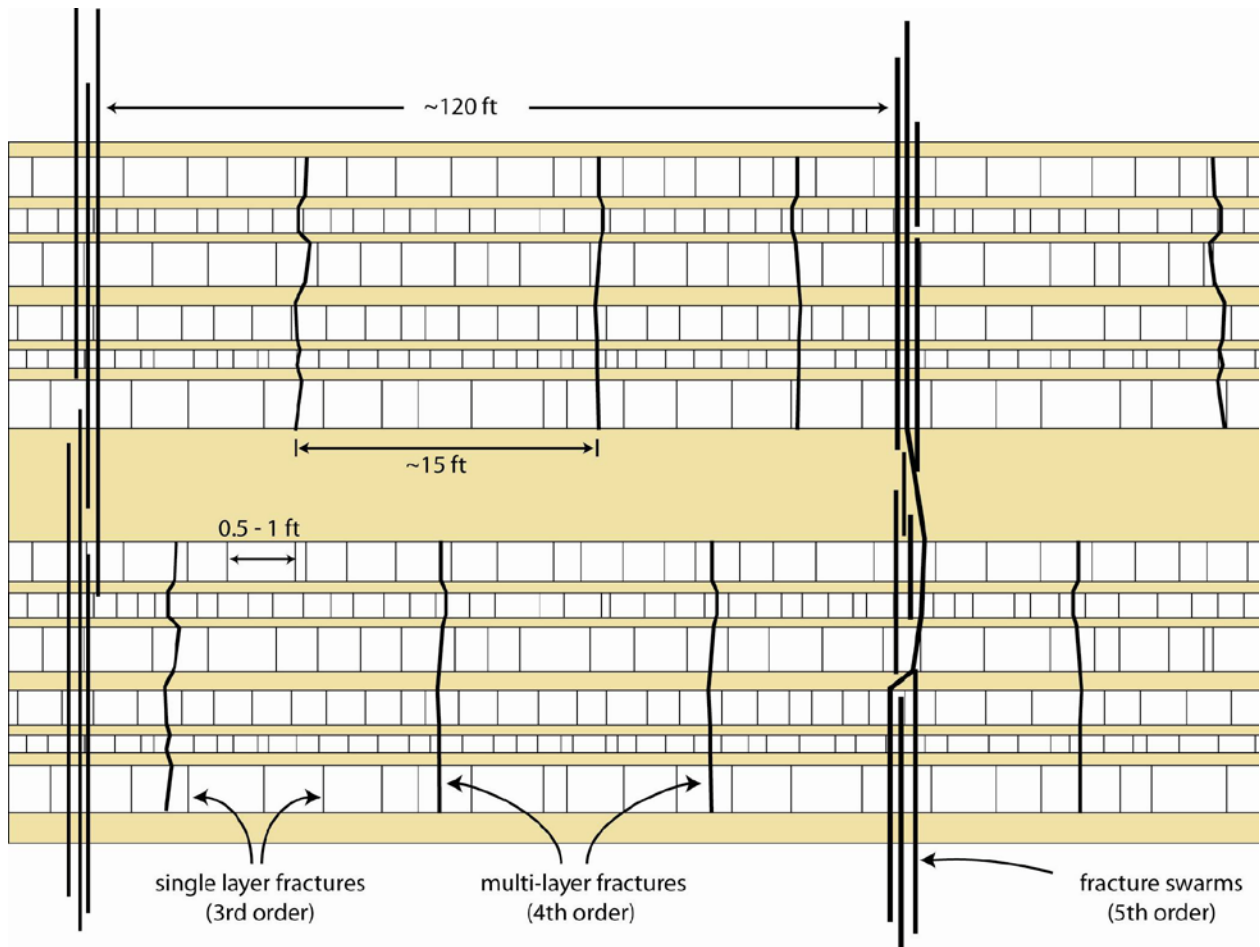 ~120 ft
~15 ft
0.5 - 1 ft
single layer fractures
(3rd order)
multi-layer fractures
(4th order)
fracture swarms
(5th order)